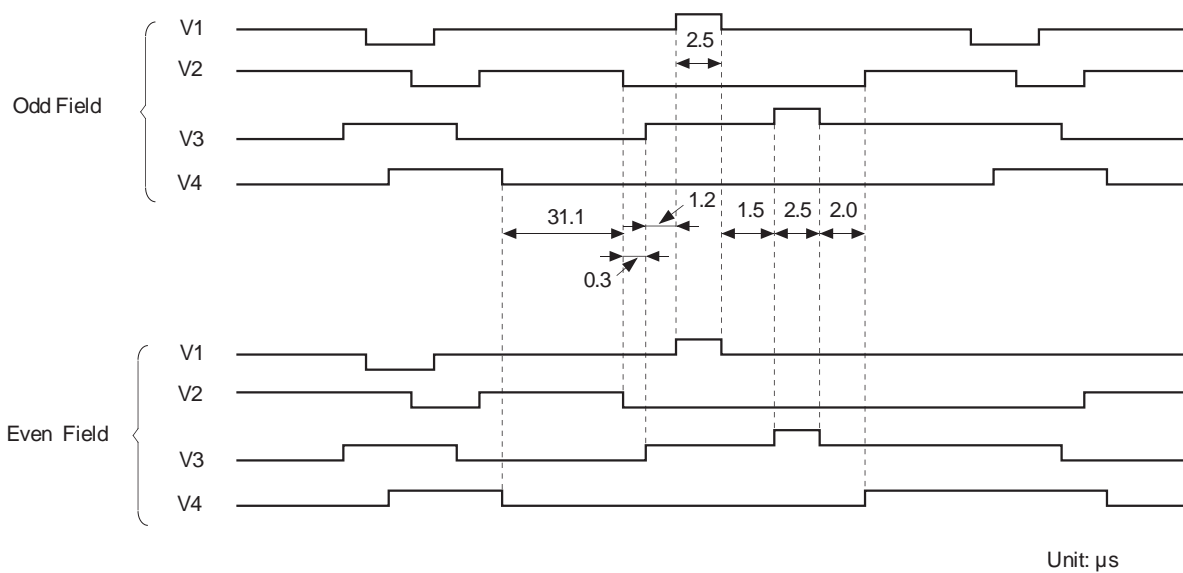 V1
2.5
V2
Odd Field
V3
V4
1.2
31.1
1.5
2.5
2.0
0.3
V1
V2
Even Field
V3
V4
Unit: μs